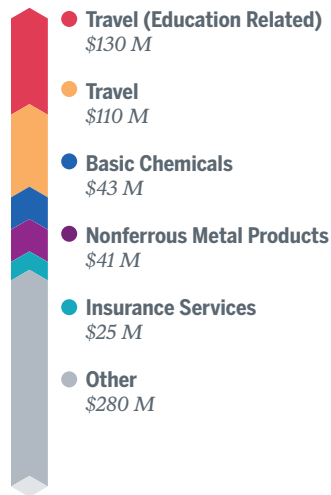 Travel (Education Related)
$130 M
Travel
$110 M
Basic Chemicals
$43 M
Nonferrous Metal Products
$41 M
Insurance Services
$25 M
Other
$280 M